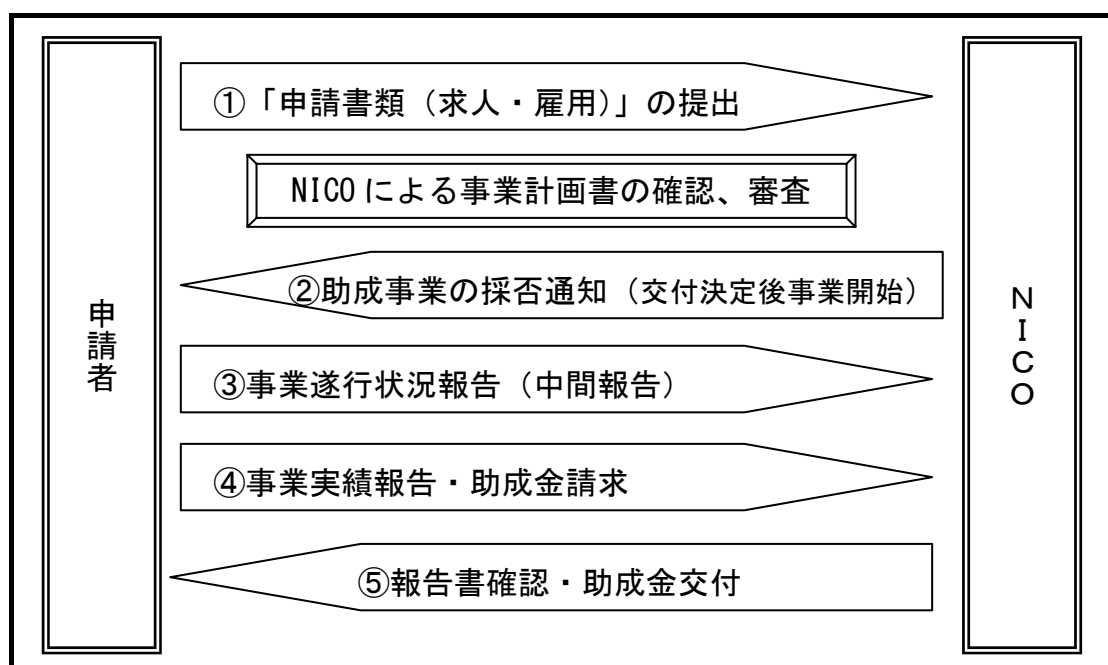 ①「申請書類（求人・雇用）」の提出
NICOによる事業計画書の確認、審査
②助成事業の採否通知（交付決定後事業開始）
申請者
NICO
③事業遂行状況報告（中間報告）
④事業実績報告・助成金請求
⑤報告書確認・助成金交付